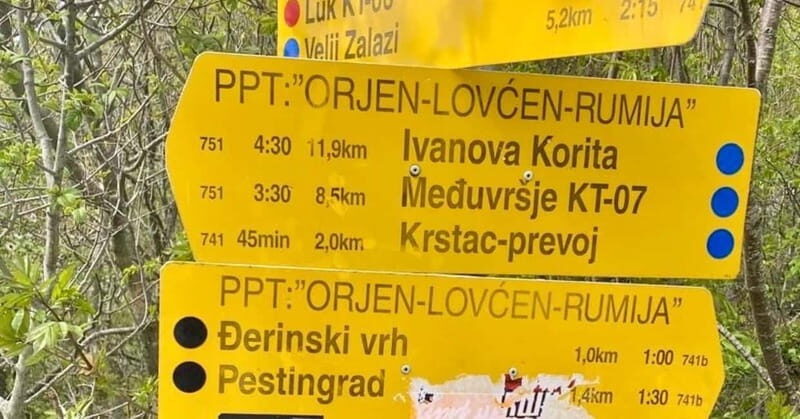 Luk KT-06 5,2km 2:15 741
Velji Zalazi
PPT:"ORJEN-LOVĆEN-RUMIJA"
751 4:30 11,9km Ivanova Korita
751 3:30 8,5km Međuvršje KT-07
741 45min 2,0km Krstac-prevoj
PPT:"ORJEN-LOVĆEN-RUMIJA"
Đerinski vrh 1,0km 1:00 741b
Pestingrad 1,4km 1:30 741b